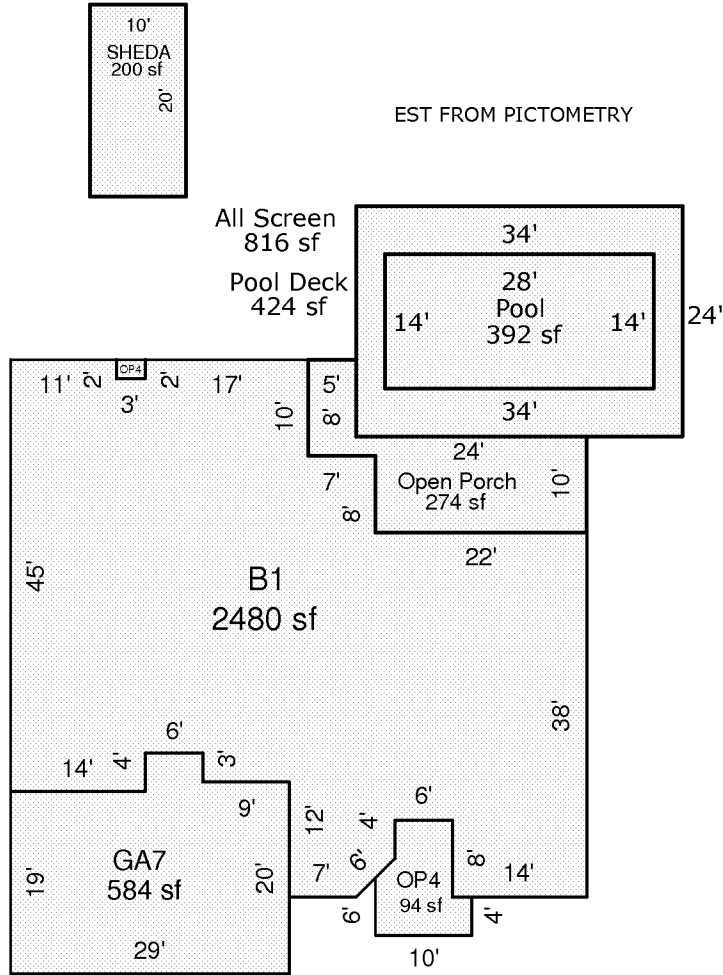 10'
SHEDA
200 sf
20'
EST FROM PICTOMETRY
All Screen
816 sf
34'
Pool Deck
424 sf
28'
Pool
392 sf
14'
14'
24'
11'
2'
OP4
2'
3'
17'
10'
5'
8'
34'
24'
7'
8'
Open Porch
274 sf
10'
22'
45'
B1
2480 sf
38'
6'
14'
4'
3'
9'
12'
4'
6'
6'
8'
14'
GA7
584 sf
19'
20'
7'
OP4
94 sf
6'
4'
29'
10'